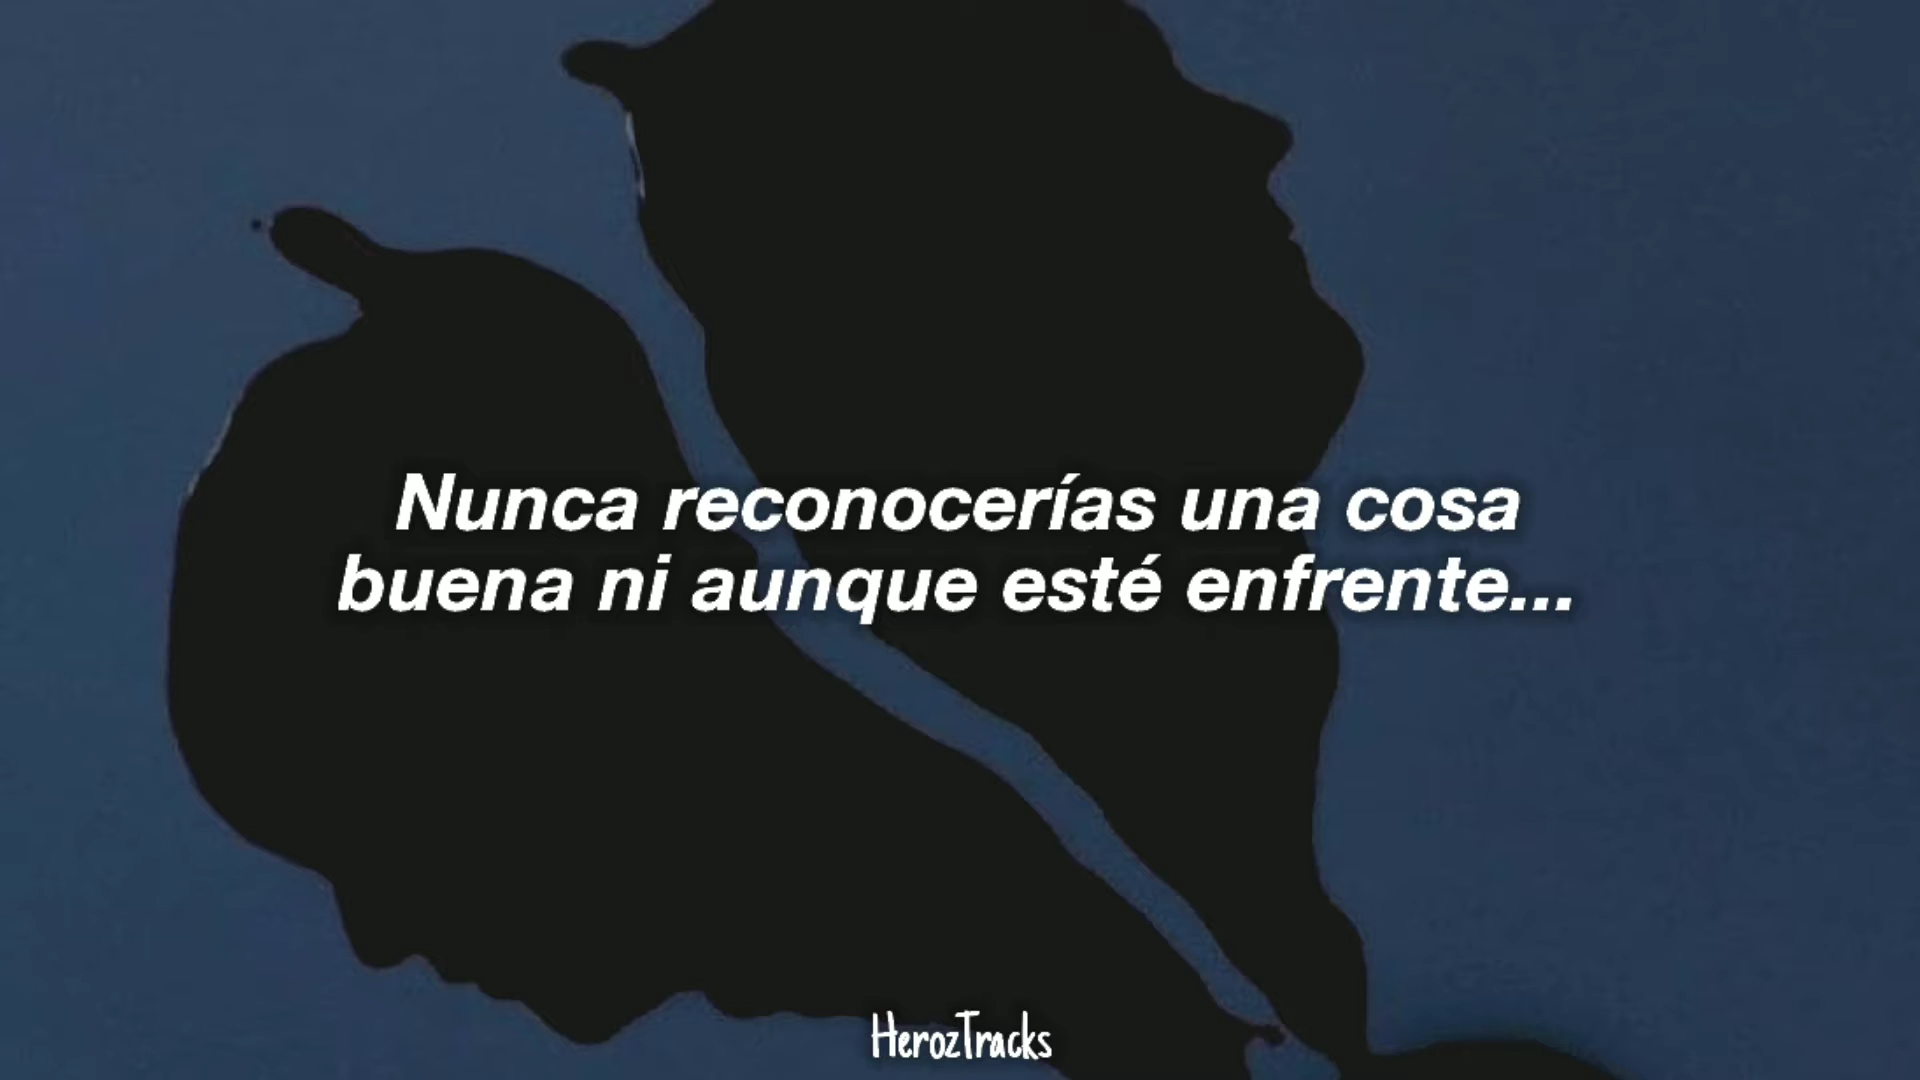 Nunca reconocerías una cosa
buena ni aunque esté enfrente...
HerozTracks